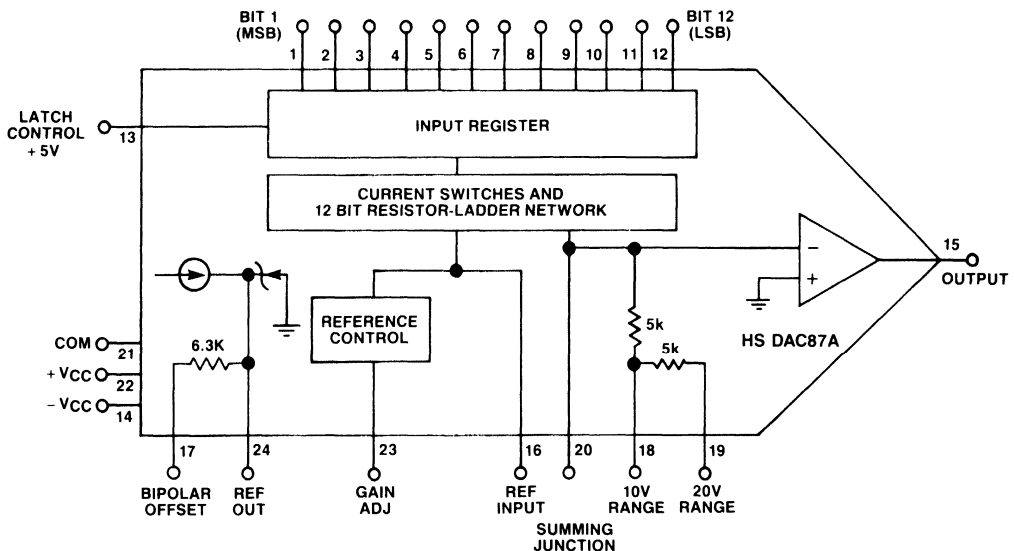 BIT 1
(MSB)
BIT 12
(LSB)
1 2 3 4 5 6 7 8 9 10 11 12
LATCH
CONTROL
+ 5V
13
INPUT REGISTER
CURRENT SWITCHES AND
12 BIT RESISTOR-LADDER NETWORK
−
+
15
OUTPUT
HS DAC87A
REFERENCE
CONTROL
5k
5k
6.3K
COM
21
+ VCC
22
− VCC
14
17
24
23
16
20
18
19
BIPOLAR
OFFSET
REF
OUT
GAIN
ADJ
REF
INPUT
SUMMING
JUNCTION
10V
RANGE
20V
RANGE